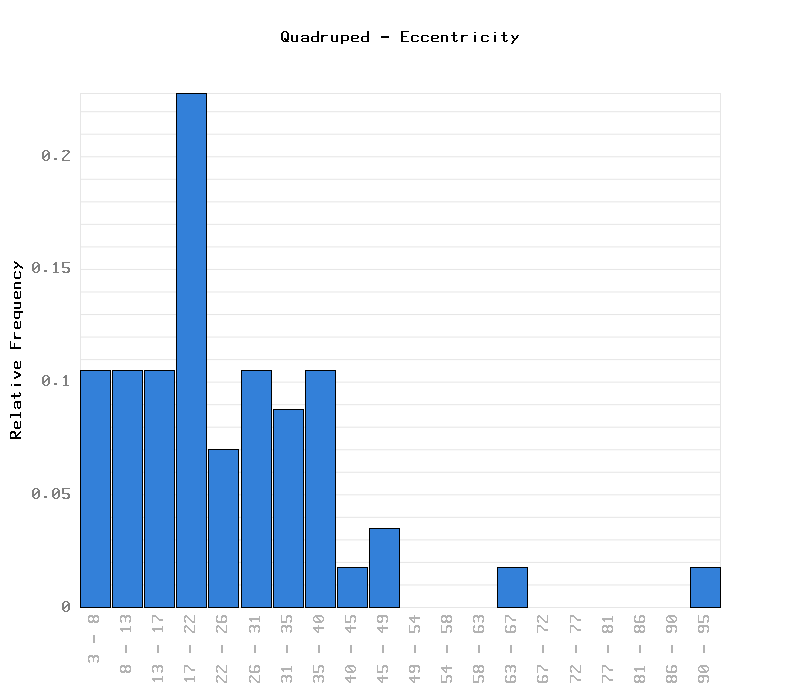 Quadruped - Eccentricity
Relative Frequency
0.2
0.15
0.1
0.05
0
3 - 8
8 - 13
13 - 17
17 - 22
22 - 26
26 - 31
31 - 35
35 - 40
40 - 45
45 - 49
49 - 54
54 - 58
58 - 63
63 - 67
67 - 72
72 - 77
77 - 81
81 - 86
86 - 90
90 - 95